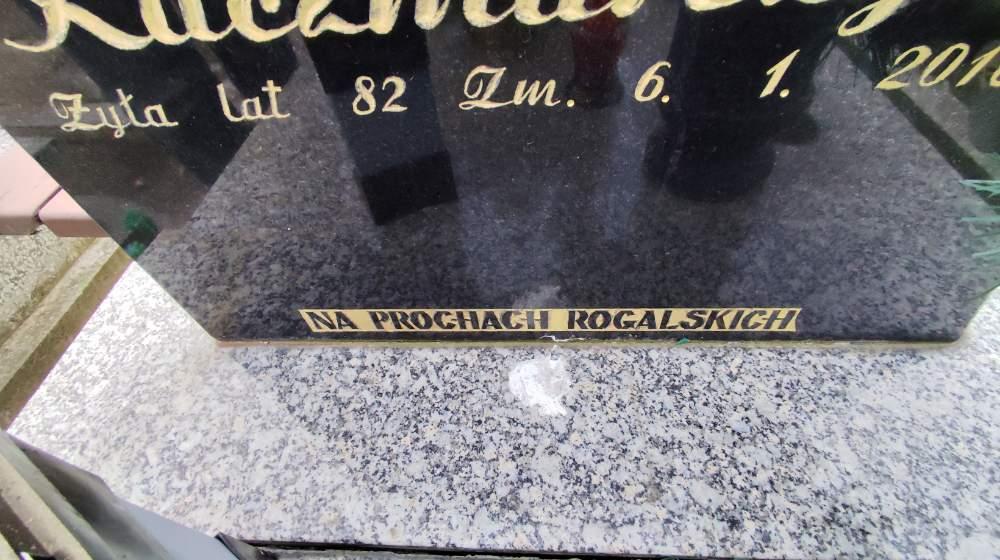 Żyła lat 82 Zm. 6. 1.
NA PROCHACH ROGALSKICH